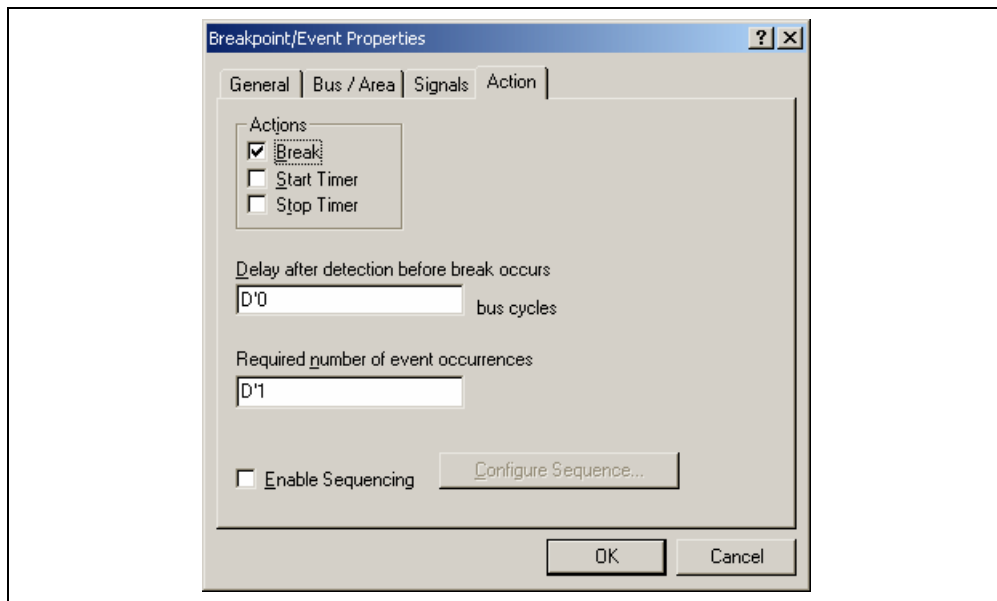 Breakpoint/Event Properties
General Bus / Area Signals Action
Actions
Break
Start Timer
Stop Timer
Delay after detection before break occurs
D'0 bus cycles
Required number of event occurrences
D'1
Enable Sequencing Configure Sequence...
OK Cancel